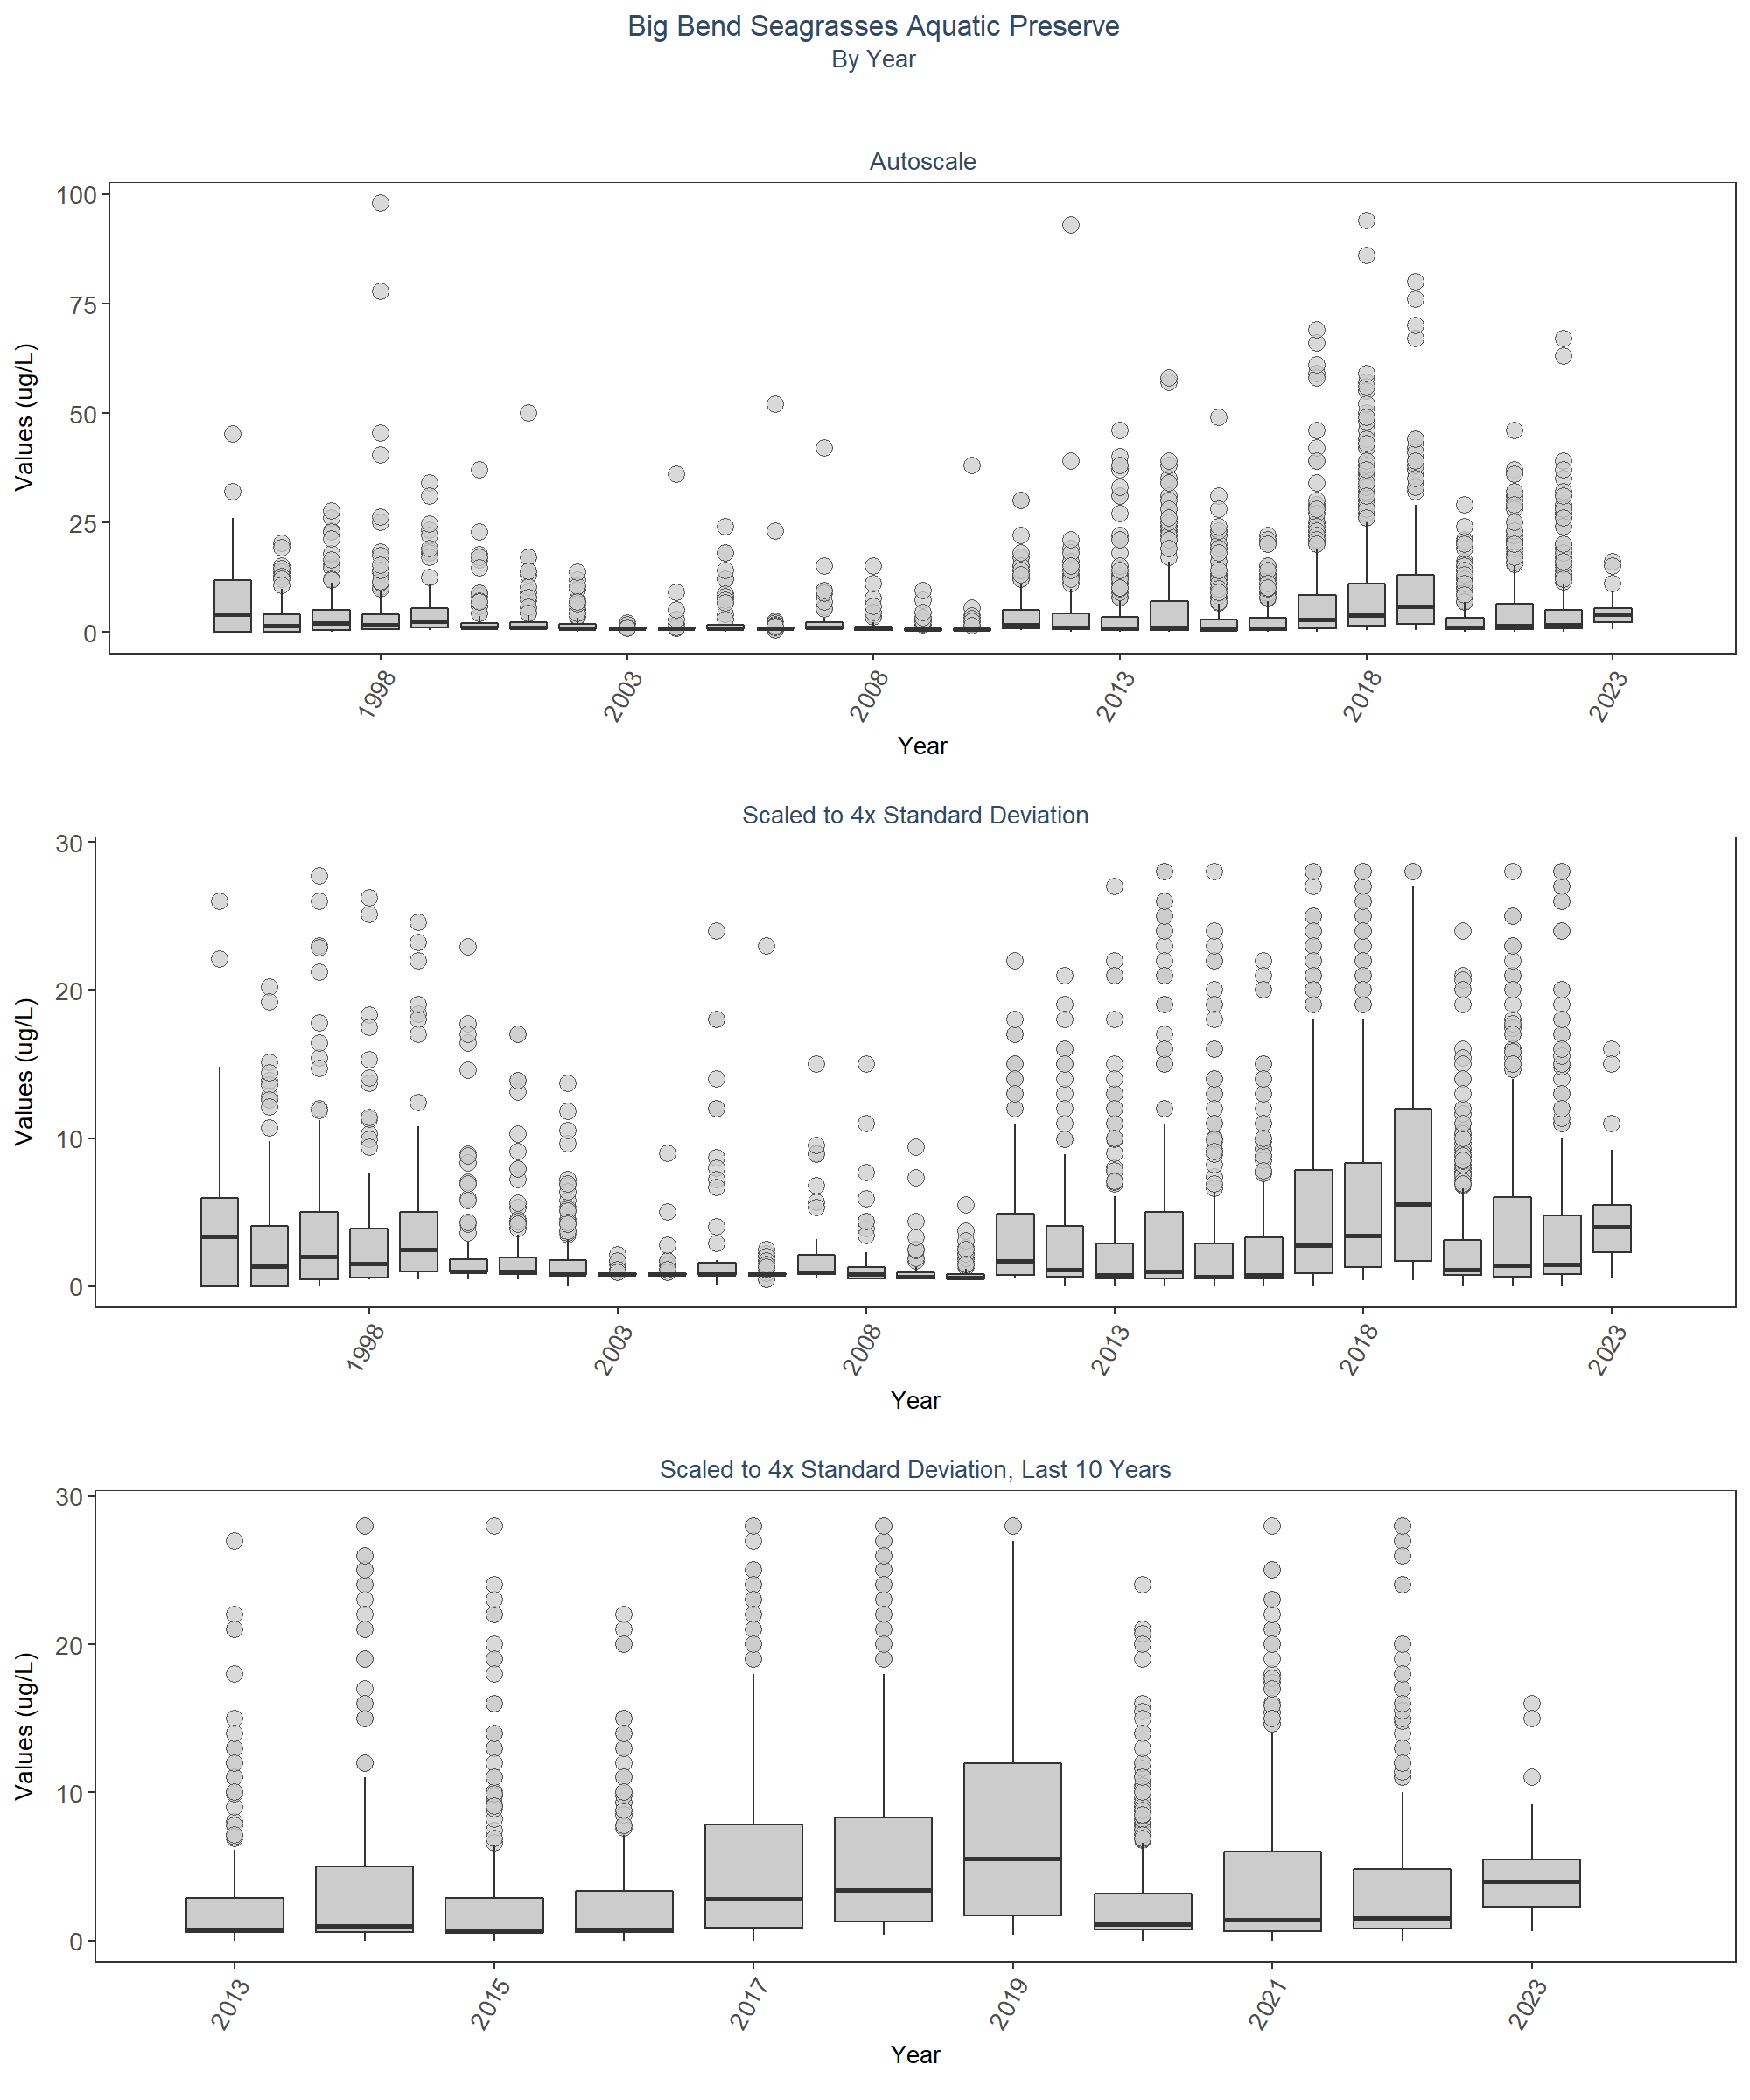 Big Bend Seagrasses Aquatic Preserve
By Year
Autoscale
100
75
50
25
0
Values (ug/L)
1998
2003
2008
2013
2018
2023
Year
Scaled to 4x Standard Deviation
30
20
10
0
Values (ug/L)
1998
2003
2008
2013
2018
2023
Year
Scaled to 4x Standard Deviation, Last 10 Years
30
20
10
0
Values (ug/L)
2013
2015
2017
2019
2021
2023
Year